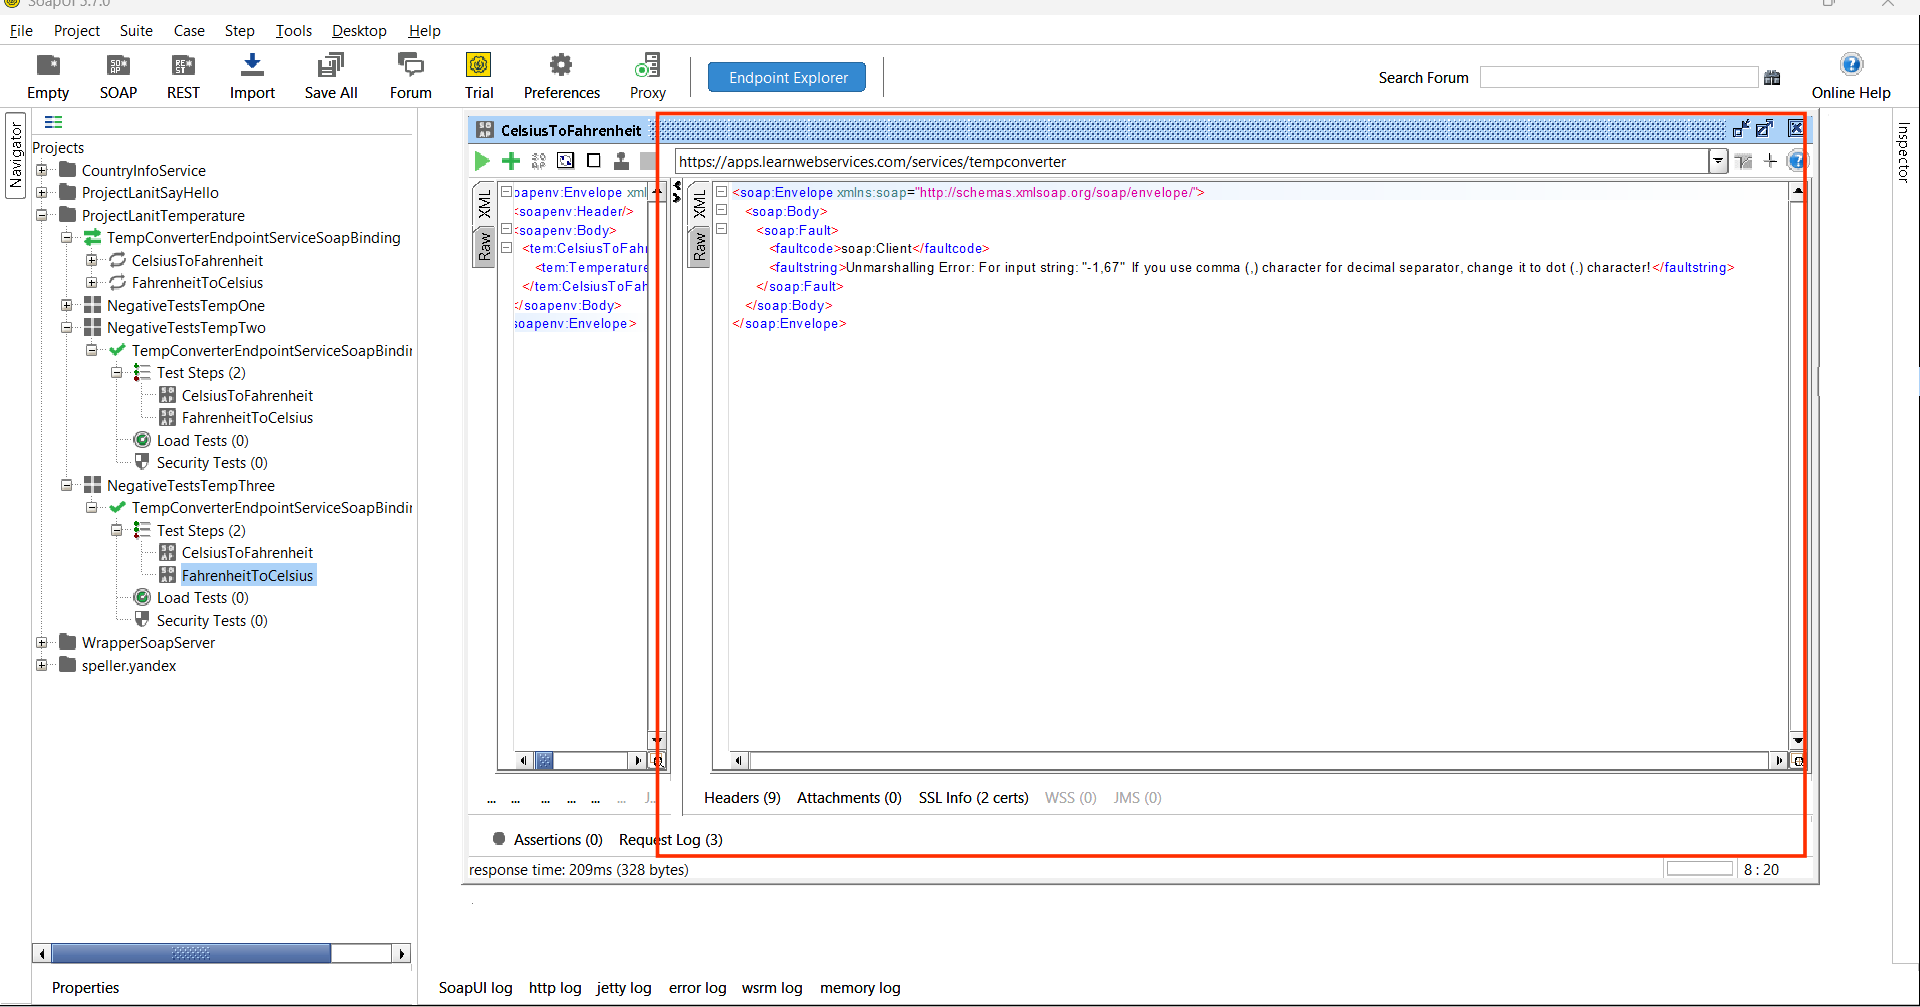 SoapUI 5.7.0
File Project Suite Case Step Tools Desktop Help
Empty SOAP REST Import Save All Forum Trial Preferences Proxy Endpoint Explorer Search Forum Online Help
Navigator
Projects
CountryInfoService
ProjectLanitSayHello
ProjectLanitTemperature
TempConverterEndpointServiceSoapBinding
CelsiusToFahrenheit
FahrenheitToCelsius
NegativeTestsTempOne
NegativeTestsTempTwo
TempConverterEndpointServiceSoapBindin
Test Steps (2)
CelsiusToFahrenheit
FahrenheitToCelsius
Load Tests (0)
Security Tests (0)
NegativeTestsTempThree
TempConverterEndpointServiceSoapBindin
Test Steps (2)
CelsiusToFahrenheit
FahrenheitToCelsius
Load Tests (0)
Security Tests (0)
WrapperSoapServer
speller.yandex
Properties
CelsiusToFahrenheit
https://apps.learnwebservices.com/services/tempconverter
XML
Raw
oapenv:Envelope xml
<soapenv:Header/>
<soapenv:Body>
<tem:CelsiusToFahr
<tem:Temperature
</tem:CelsiusToFah
</soapenv:Body>
soapenv:Envelope>
XML
Raw
<soap:Envelope xmlns:soap="http://schemas.xmlsoap.org/soap/envelope/">
<soap:Body>
<soap:Fault>
<faultcode>soap:Client</faultcode>
<faultstring>Unmarshalling Error: For input string: "-1,67" If you use comma (,) character for decimal separator, change it to dot (.) character!</faultstring>
</soap:Fault>
</soap:Body>
</soap:Envelope>
... ... ... ... ... ... J...
Headers (9) Attachments (0) SSL Info (2 certs) WSS (0) JMS (0)
Assertions (0) Request Log (3)
response time: 209ms (328 bytes) 8 : 20
Inspector
SoapUI log http log jetty log error log wsrm log memory log